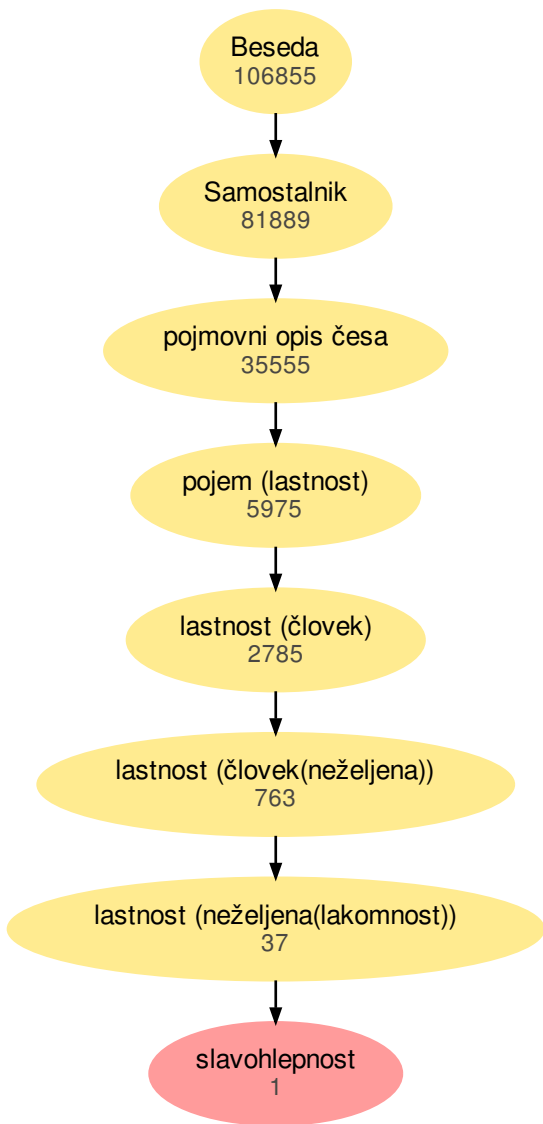 Beseda
106855
Samostalnik
81889
pojmovni opis česa
35555
pojem (lastnost)
5975
lastnost (človek)
2785
lastnost (človek(neželjena))
763
lastnost (neželjena(lakomnost))
37
slavohlepnost
1